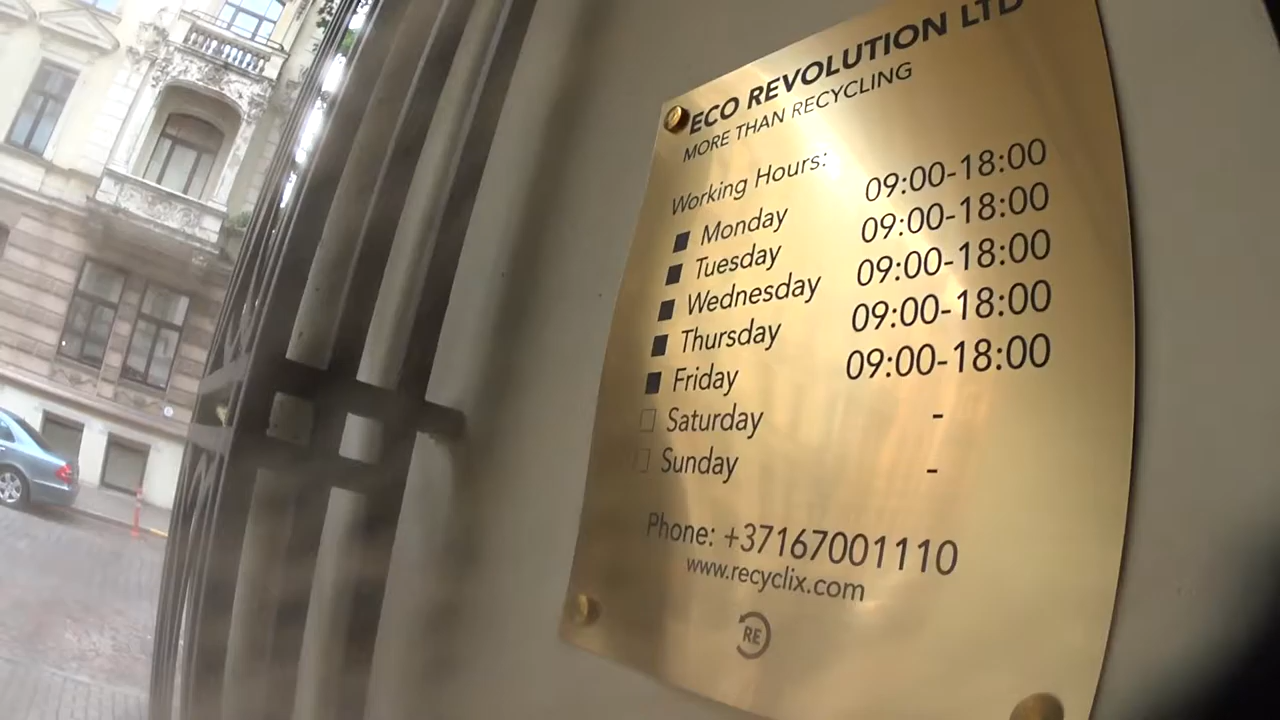 ECO REVOLUTION LTD
MORE THAN RECYCLING
Working Hours:
Monday 09:00-18:00
Tuesday 09:00-18:00
Wednesday 09:00-18:00
Thursday 09:00-18:00
Friday 09:00-18:00
Saturday -
Sunday -
Phone: +37167001110
www.recyclix.com
RE